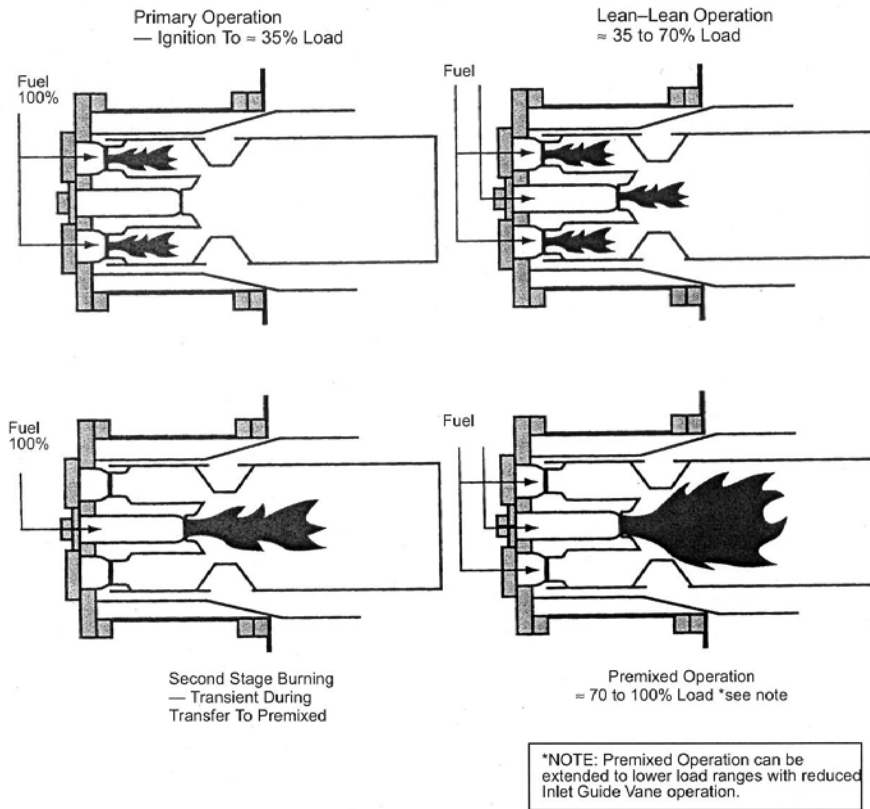 Primary Operation
— Ignition To ≈ 35% Load
Fuel
100%
Lean–Lean Operation
≈ 35 to 70% Load
Fuel
Fuel
100%
Second Stage Burning
— Transient During
Transfer To Premixed
Fuel
Premixed Operation
≈ 70 to 100% Load *see note
*NOTE: Premixed Operation can be
extended to lower load ranges with reduced
Inlet Guide Vane operation.